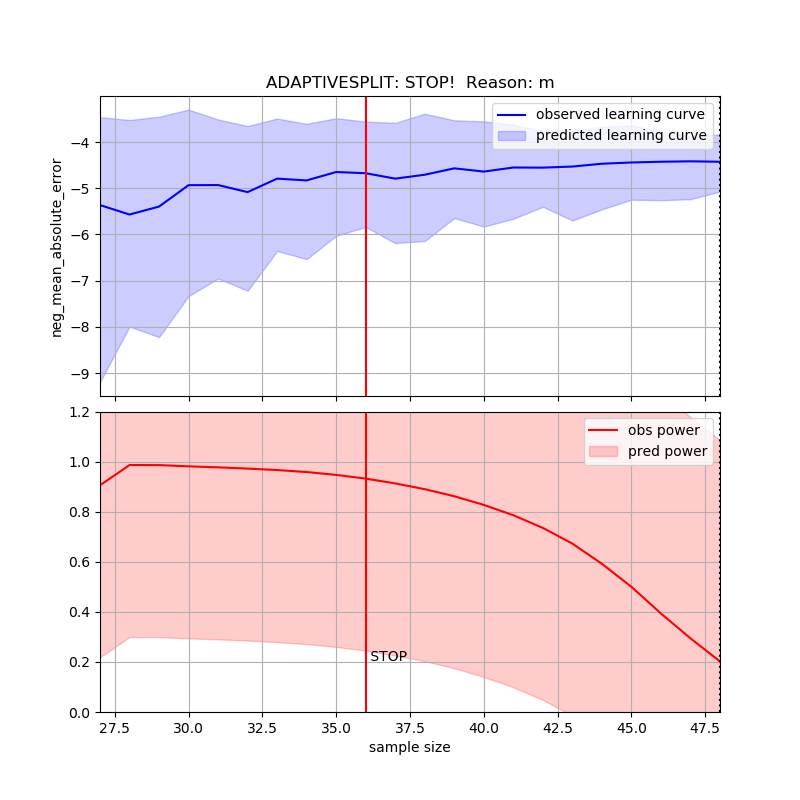 ADAPTIVESPLIT: STOP!  Reason: m
observed learning curve
predicted learning curve
neg_mean_absolute_error
−4
−5
−6
−7
−8
−9
obs power
pred power
1.2
1.0
0.8
0.6
0.4
0.2
0.0
STOP
27.5 30.0 32.5 35.0 37.5 40.0 42.5 45.0 47.5
sample size